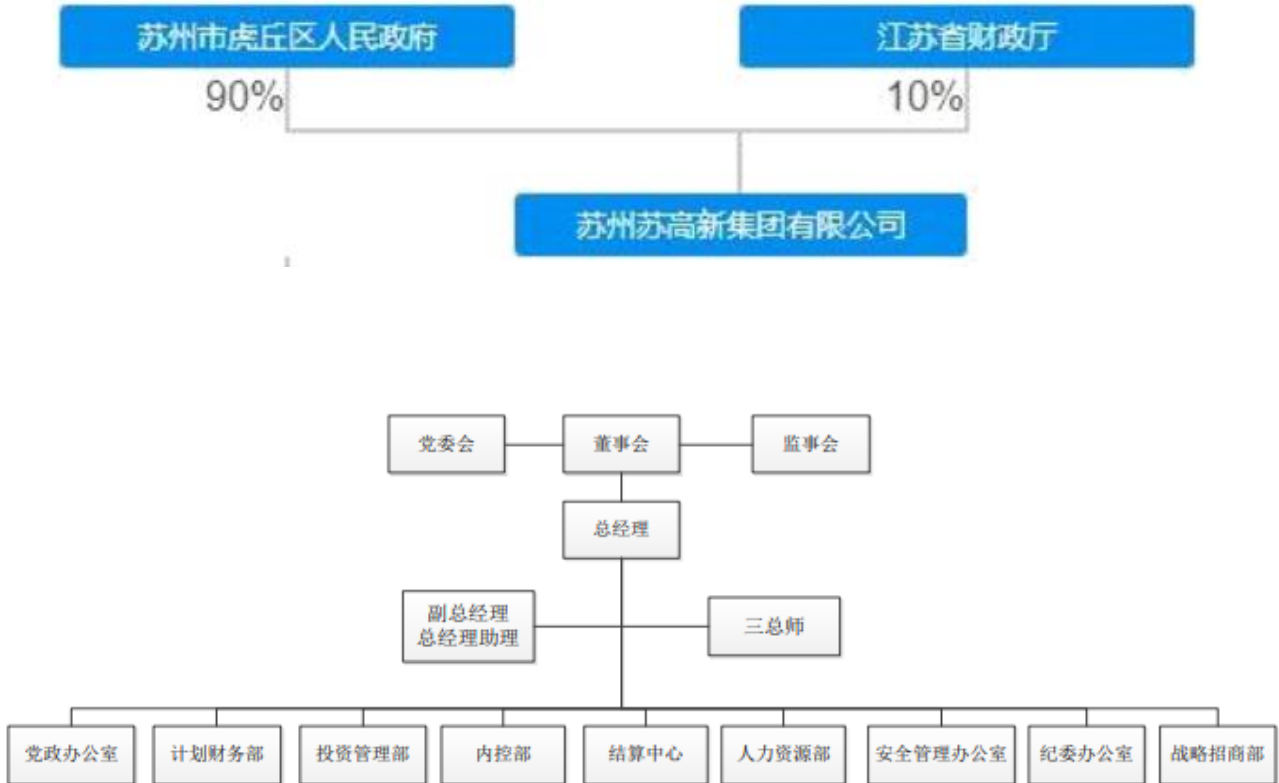 苏州市虎丘区人民政府
江苏省财政厅
90%
10%
苏州苏高新集团有限公司
党委会
董事会
监事会
总经理
副总经理
总经理助理
三总师
党政办公室
计划财务部
投资管理部
内控部
结算中心
人力资源部
安全管理办公室
纪委办公室
战略招商部